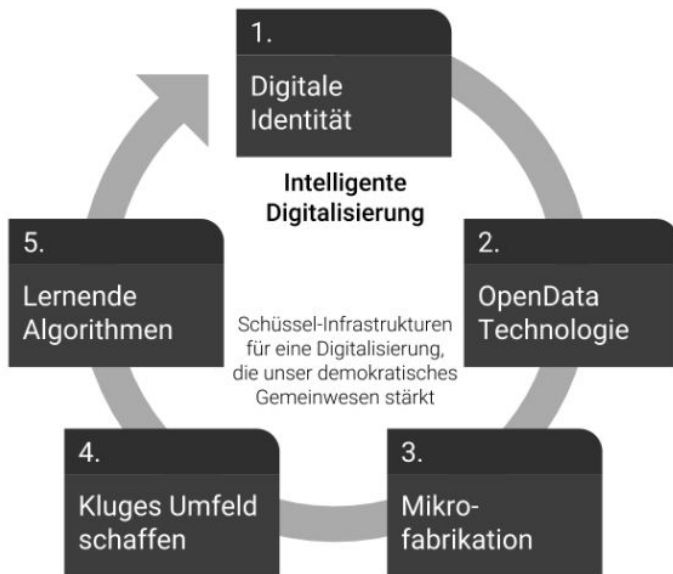 1.
Digitale
Identität
Intelligente
Digitalisierung
2.
OpenData
Technologie
3.
Mikro-
fabrikation
4.
Kluges Umfeld
schaffen
5.
Lernende
Algorithmen
Schüssel-Infrastrukturen
für eine Digitalisierung,
die unser demokratisches
Gemeinwesen stärkt